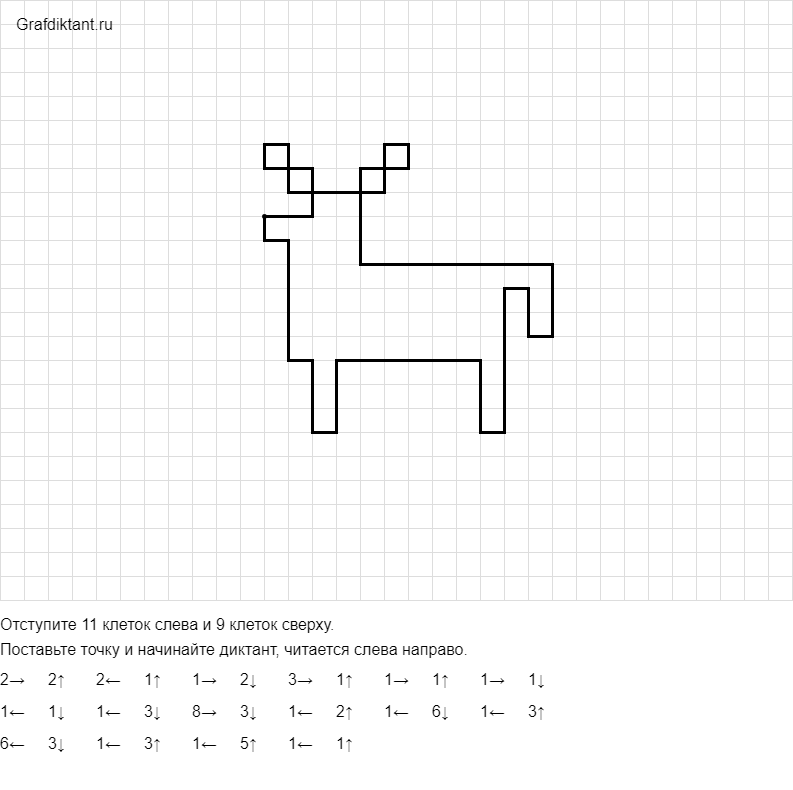 Grafdiktant.ru
Отступите 11 клеток слева и 9 клеток сверху.
Поставьте точку и начинайте диктант, читается слева направо.
2→ 2↑ 2← 1↑ 1→ 2↓ 3→ 1↑ 1→ 1↑ 1→ 1↓
1← 1↓ 1← 3↓ 8→ 3↓ 1← 2↑ 1← 6↓ 1← 3↑
6← 3↓ 1← 3↑ 1← 5↑ 1← 1↑